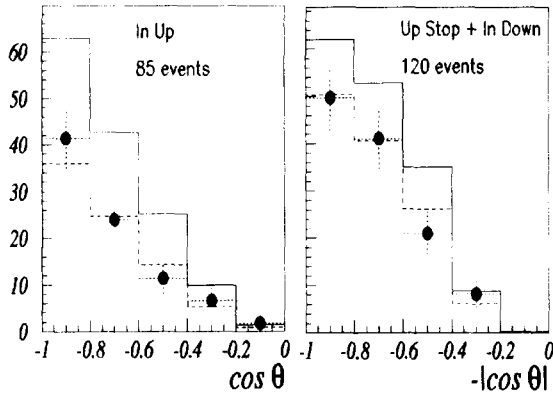 In Up
85 events
Up Stop + In Down
120 events
60
50
40
30
20
10
0
-1 -0.8 -0.6 -0.4 -0.2 0
-1 -0.8 -0.6 -0.4 -0.2 0
cos θ
-|cos θ|